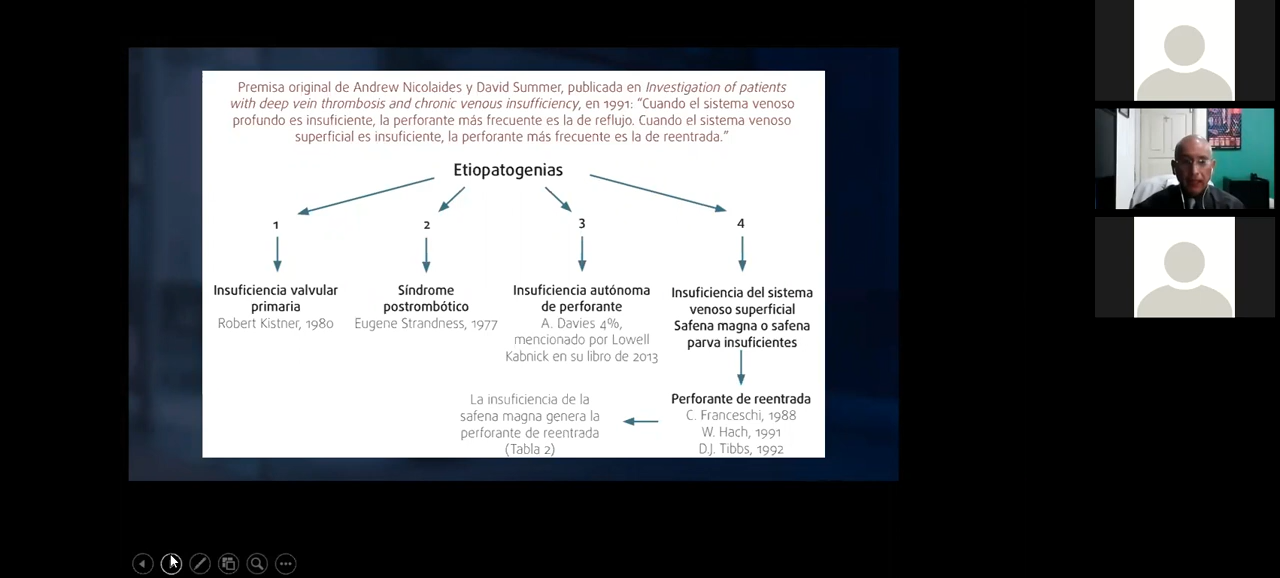 Premisa original de Andrew Nicolaides y David Summer, publicada en Investigation of patients
with deep vein thrombosis and chronic venous insufficiency, en 1991: “Cuando el sistema venoso
profundo es insuficiente, la perforante más frecuente es la de reflujo. Cuando el sistema venoso
superficial es insuficiente, la perforante más frecuente es la de reentrada.”
Etiopatogenias
1
2
3
4
Insuficiencia valvular
primaria
Robert Kistner, 1980
Síndrome
postrombótico
Eugene Strandness, 1977
Insuficiencia autónoma
de perforante
A. Davies 4%,
mencionado por Lowell
Kabnick en su libro de 2013
Insuficiencia del sistema
venoso superficial
Safena magna o safena
parva insuficientes
Perforante de reentrada
C. Franceschi, 1988
W. Hach, 1991
D.J. Tibbs, 1992
La insuficiencia de la
safena magna genera la
perforante de reentrada
(Tabla 2)